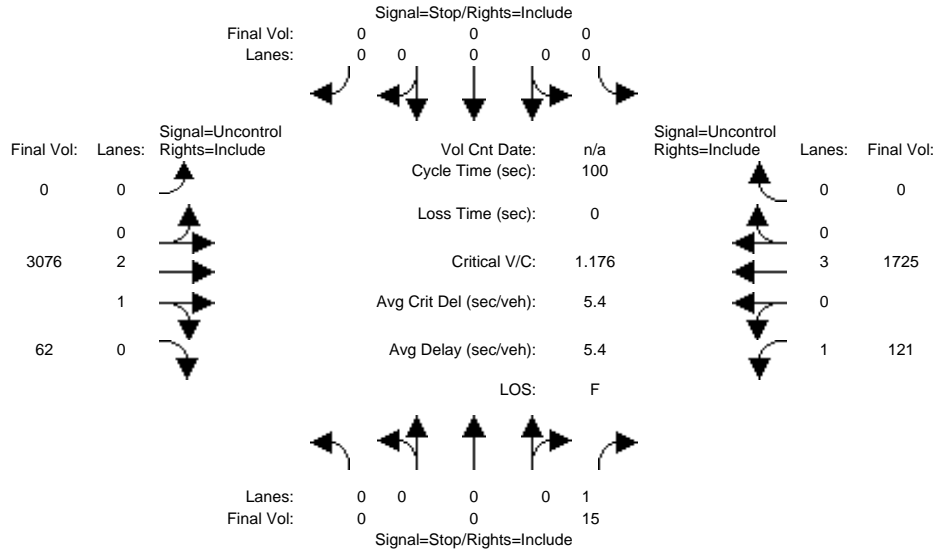 Signal=Stop/Rights=Include
Final Vol: 0 0 0
Lanes: 0 0 0 0 0
Signal=Uncontrol Signal=Uncontrol
Final Vol: Lanes: Rights=Include Vol Cnt Date: n/a Rights=Include Lanes: Final Vol:
Cycle Time (sec): 100
0 0 0 0
Loss Time (sec): 0
0 0
3076 2 Critical V/C: 1.176 3 1725
1 Avg Crit Del (sec/veh): 5.4 0
62 0 Avg Delay (sec/veh): 5.4 1 121
LOS: F
Lanes: 0 0 0 0 1
Final Vol: 0 0 15
Signal=Stop/Rights=Include